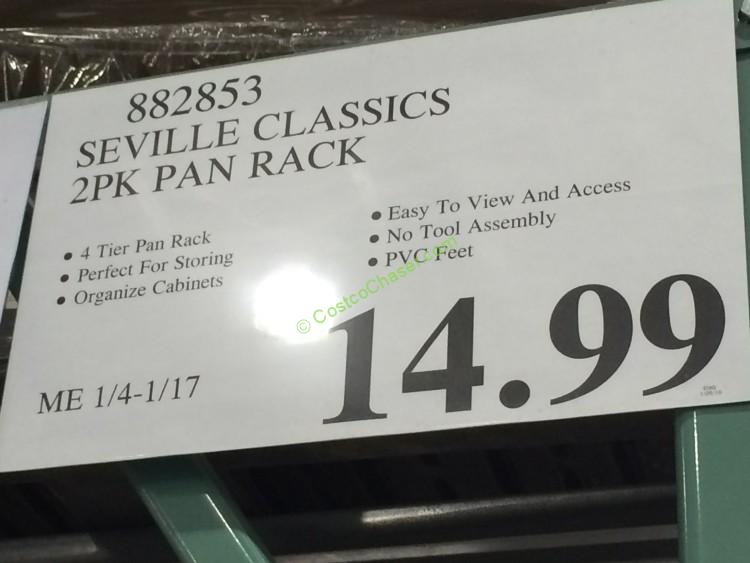 882853
SEVILLE CLASSICS
2PK PAN RACK
• 4 Tier Pan Rack
• Perfect For Storing
• Organize Cabinets
• Easy To View And Access
• No Tool Assembly
• PVC Feet
© CostcoChaser.com
14.99
ME 1/4-1/17